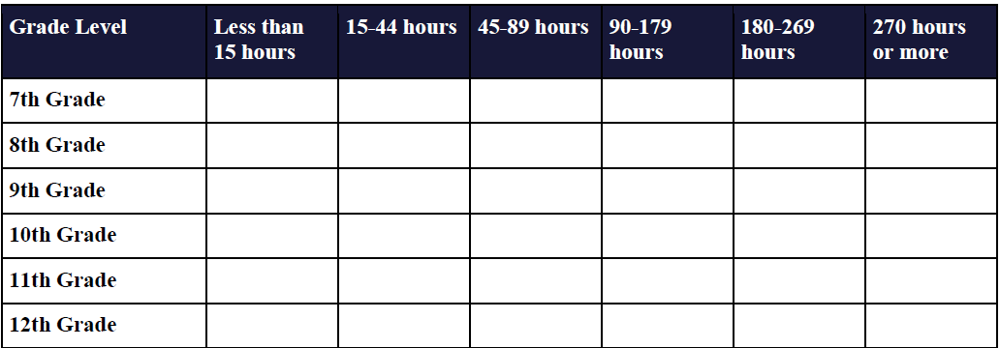 Grade Level
Less than
15 hours
15-44 hours
45-89 hours
90-179
hours
180-269
hours
270 hours
or more
7th Grade
8th Grade
9th Grade
10th Grade
11th Grade
12th Grade